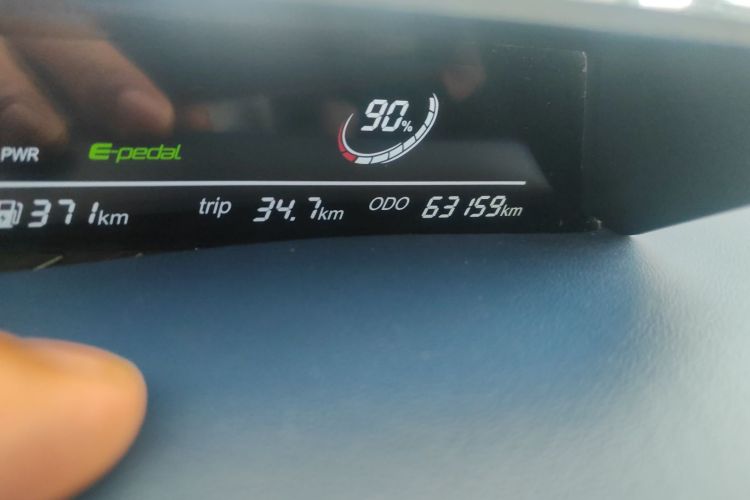 90%
PWR E-pedal
371km trip 34.7km ODO 63159km